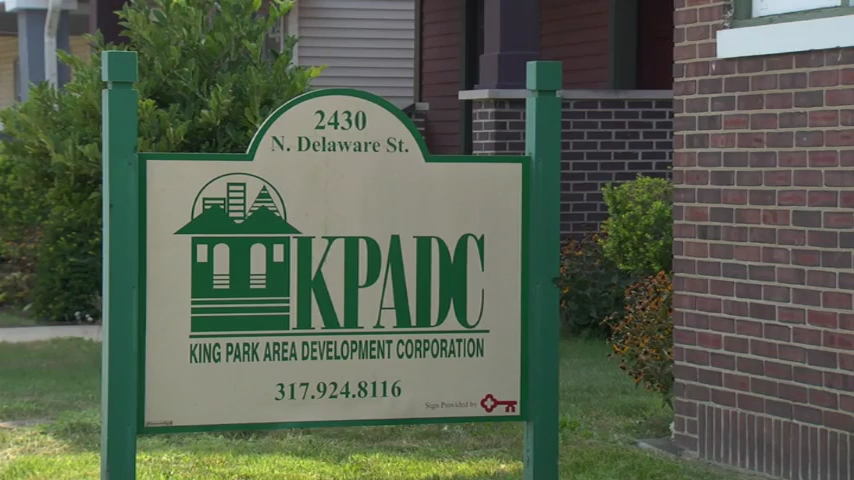 2430
N. Delaware St.
KPADC
KING PARK AREA DEVELOPMENT CORPORATION
317.924.8116
Sign Provided by